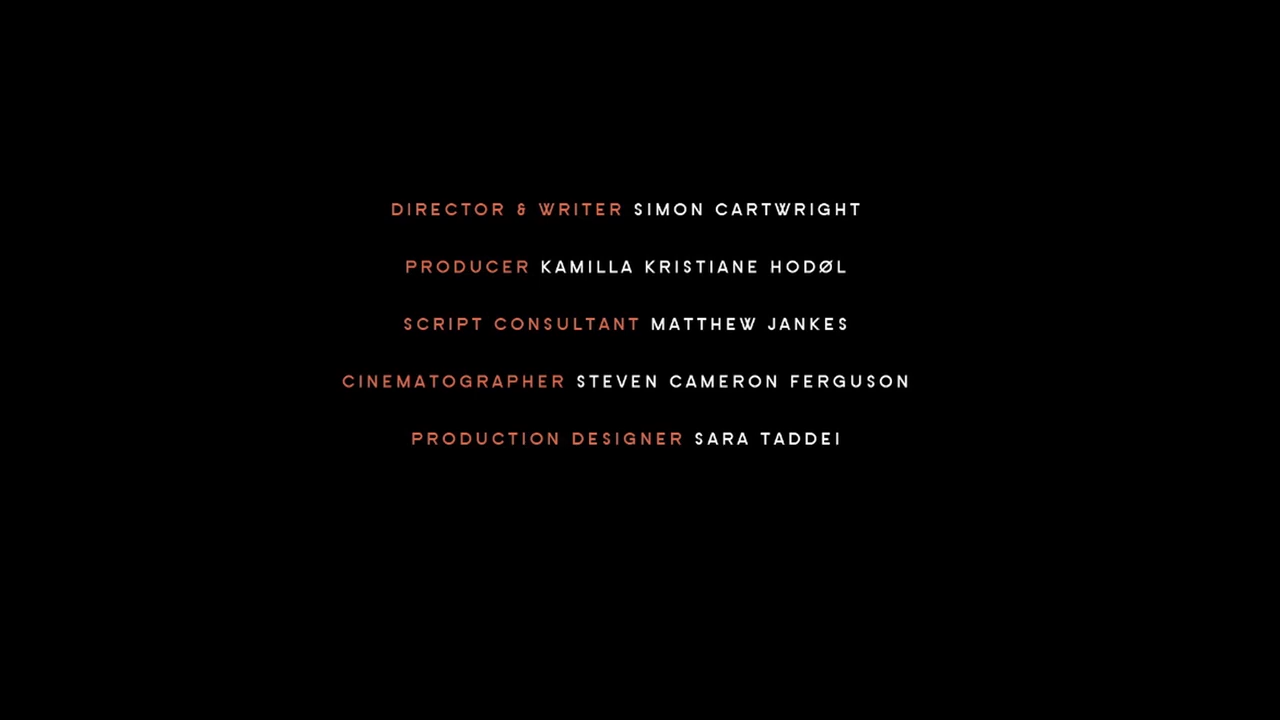 DIRECTOR & WRITER SIMON CARTWRIGHT
PRODUCER KAMILLA KRISTIANE HODØL
SCRIPT CONSULTANT MATTHEW JANKES
CINEMATOGRAPHER STEVEN CAMERON FERGUSON
PRODUCTION DESIGNER SARA TADDEI